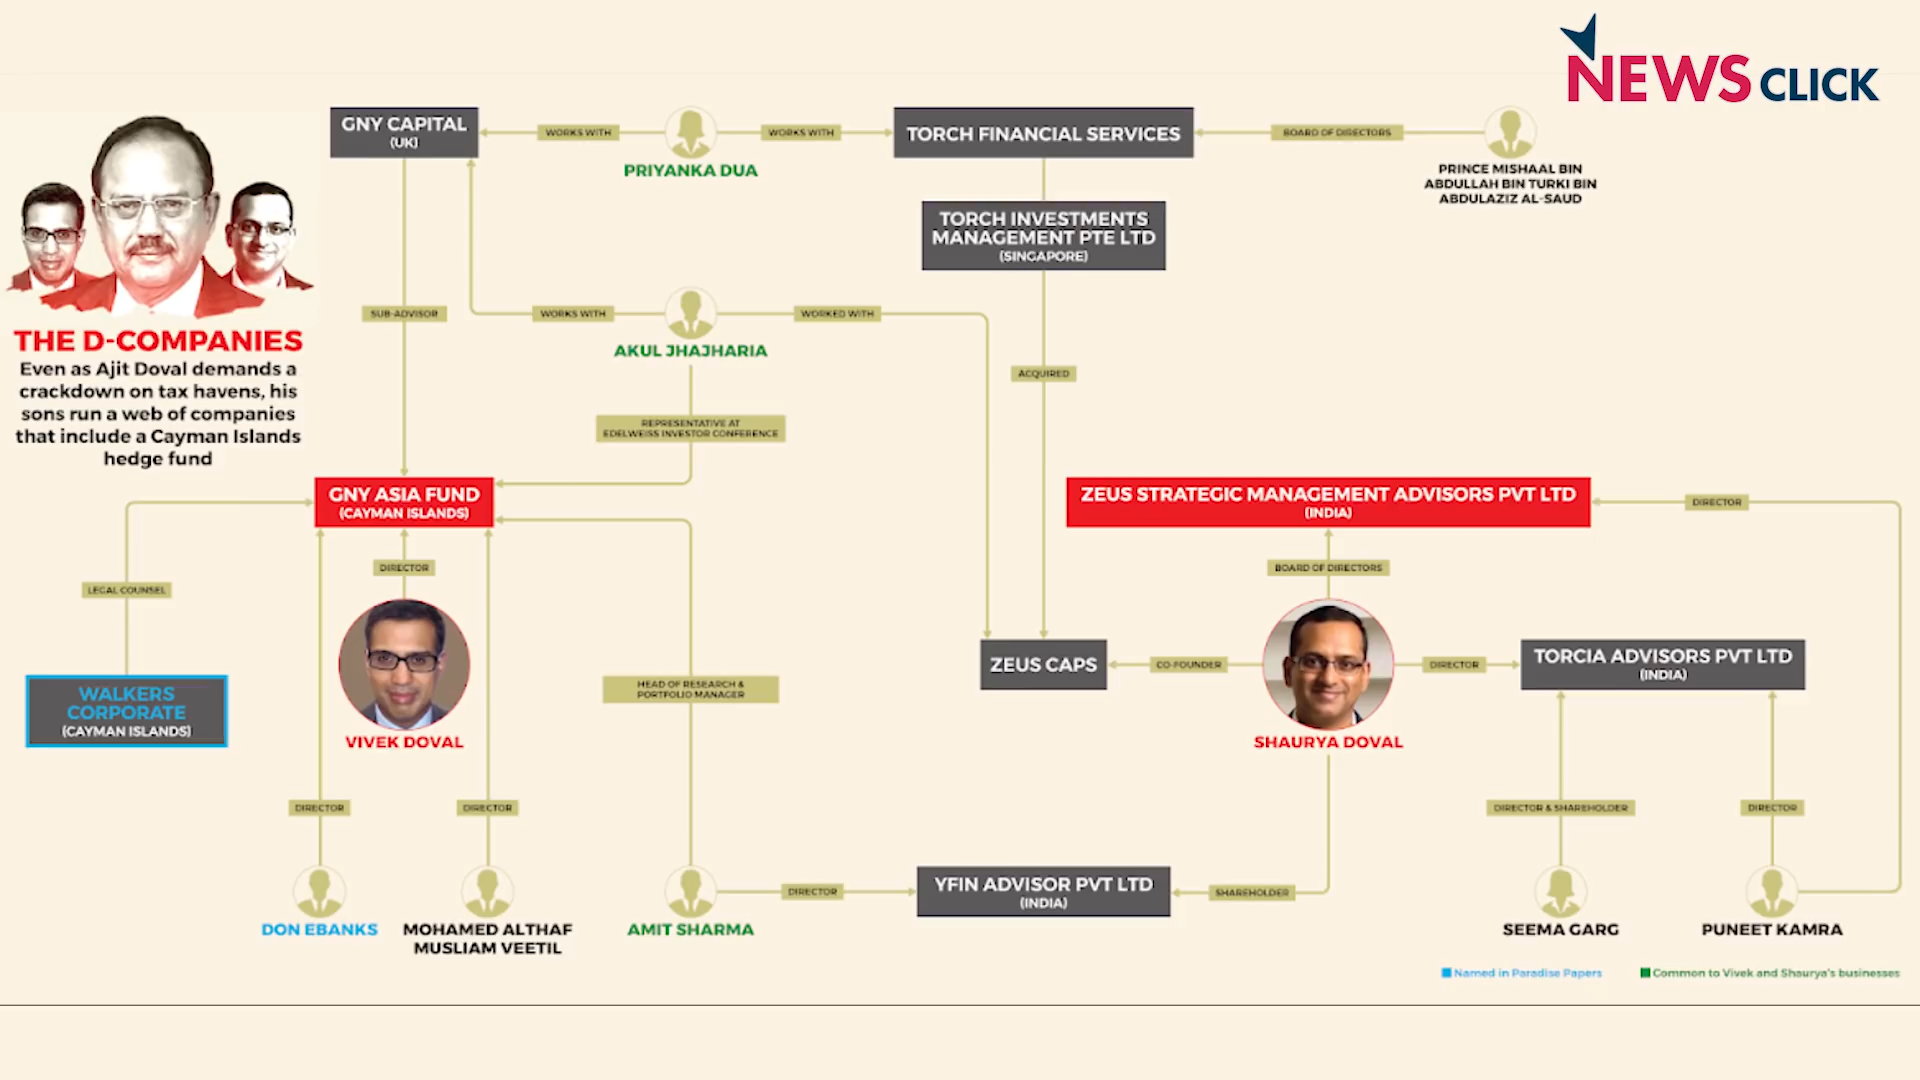 NEWSCLICK
GNY CAPITAL
(UK)
WORKS WITH
WORKS WITH
PRIYANKA DUA
TORCH FINANCIAL SERVICES
BOARD OF DIRECTORS
PRINCE MISHAAL BIN
ABDULLAH BIN TURKI BIN
ABDULAZIZ AL-SAUD
TORCH INVESTMENTS
MANAGEMENT PTE LTD
(SINGAPORE)
THE D-COMPANIES
Even as Ajit Doval demands a
crackdown on tax havens, his
sons run a web of companies
that include a Cayman Islands
hedge fund
SUB-ADVISOR
WORKS WITH
WORKED WITH
AKUL JHAJHARIA
ACQUIRED
REPRESENTATIVE AT
EDELWEISS INVESTOR CONFERENCE
GNY ASIA FUND
(CAYMAN ISLANDS)
ZEUS STRATEGIC MANAGEMENT ADVISORS PVT LTD
(INDIA)
DIRECTOR
DIRECTOR
BOARD OF DIRECTORS
LEGAL COUNSEL
WALKERS
CORPORATE
(CAYMAN ISLANDS)
VIVEK DOVAL
HEAD OF RESEARCH &
PORTFOLIO MANAGER
ZEUS CAPS
CO-FOUNDER
SHAURYA DOVAL
DIRECTOR
TORCIA ADVISORS PVT LTD
(INDIA)
DIRECTOR
DIRECTOR
DIRECTOR & SHAREHOLDER
DIRECTOR
DON EBANKS
MOHAMED ALTHAF
MUSLIAM VEETIL
AMIT SHARMA
DIRECTOR
YFIN ADVISOR PVT LTD
(INDIA)
SHAREHOLDER
SEEMA GARG
PUNEET KAMRA
Named in Paradise Papers
Common to Vivek and Shaurya's businesses